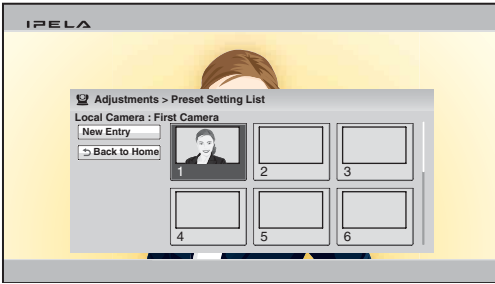 IPELA
Adjustments > Preset Setting List
Local Camera : First Camera
New Entry
Back to Home
1
2
3
4
5
6